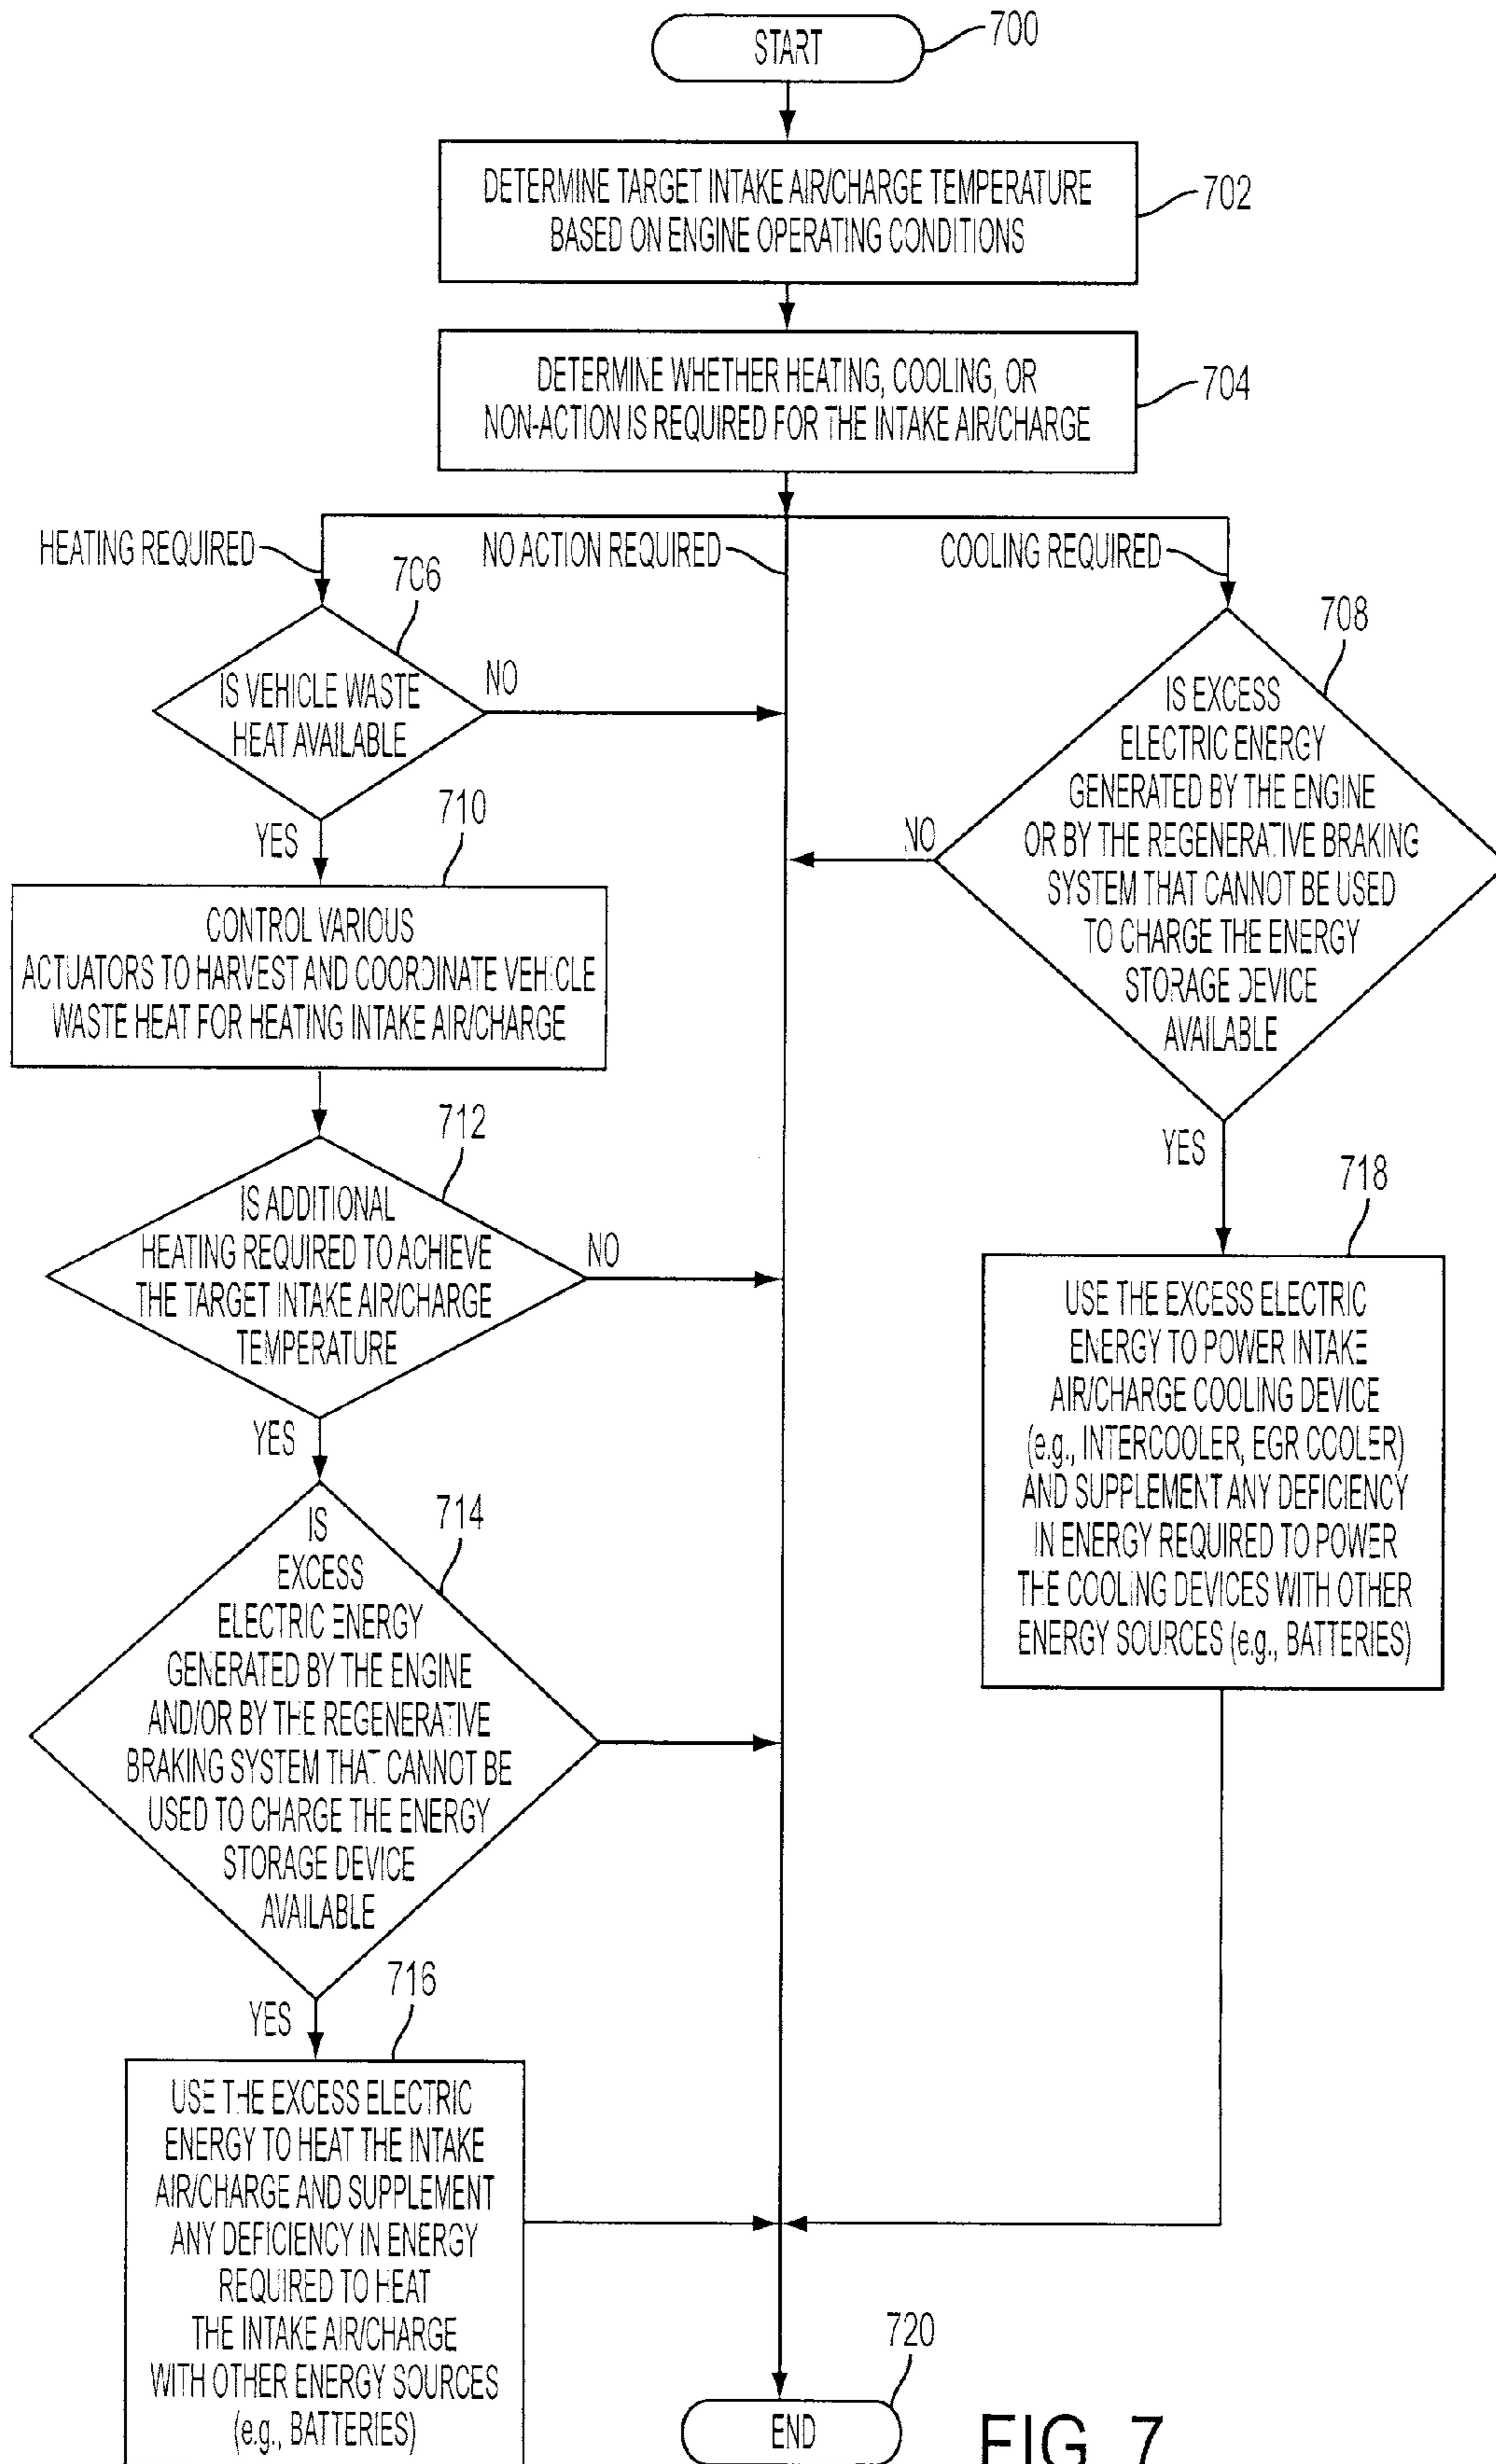 START
700
DETERMINE TARGET INTAKE AIR/CHARGE TEMPERATURE
BASED ON ENGINE OPERATING CONDITIONS
702
DETERMINE WHETHER HEATING, COOLING, OR
NON-ACTION IS REQUIRED FOR THE INTAKE AIR/CHARGE
704
HEATING REQUIRED
NO ACTION REQUIRED
COOLING REQUIRED
706
IS VEHICLE WASTE
HEAT AVAILABLE
NO
YES
708
IS EXCESS
ELECTRIC ENERGY
GENERATED BY THE ENGINE
OR BY THE REGENERATIVE BRAKING
SYSTEM THAT CANNOT BE USED
TO CHARGE THE ENERGY
STORAGE DEVICE
AVAILABLE
NO
YES
710
CONTROL VARIOUS
ACTUATORS TO HARVEST AND COORDINATE VEHICLE
WASTE HEAT FOR HEATING INTAKE AIR/CHARGE
712
IS ADDITIONAL
HEATING REQUIRED TO ACHIEVE
THE TARGET INTAKE AIR/CHARGE
TEMPERATURE
NO
YES
718
USE THE EXCESS ELECTRIC
ENERGY TO POWER INTAKE
AIR/CHARGE COOLING DEVICE
(e.g., INTERCOOLER, EGR COOLER)
AND SUPPLEMENT ANY DEFICIENCY
IN ENERGY REQUIRED TO POWER
THE COOLING DEVICES WITH OTHER
ENERGY SOURCES (e.g., BATTERIES)
714
IS
EXCESS
ELECTRIC ENERGY
GENERATED BY THE ENGINE
AND/OR BY THE REGENERATIVE
BRAKING SYSTEM THAT CANNOT BE
USED TO CHARGE THE ENERGY
STORAGE DEVICE
AVAILABLE
YES
716
USE THE EXCESS ELECTRIC
ENERGY TO HEAT THE INTAKE
AIR/CHARGE AND SUPPLEMENT
ANY DEFICIENCY IN ENERGY
REQUIRED TO HEAT
THE INTAKE AIR/CHARGE
WITH OTHER ENERGY SOURCES
(e.g., BATTERIES)
720
END
FIG. 7